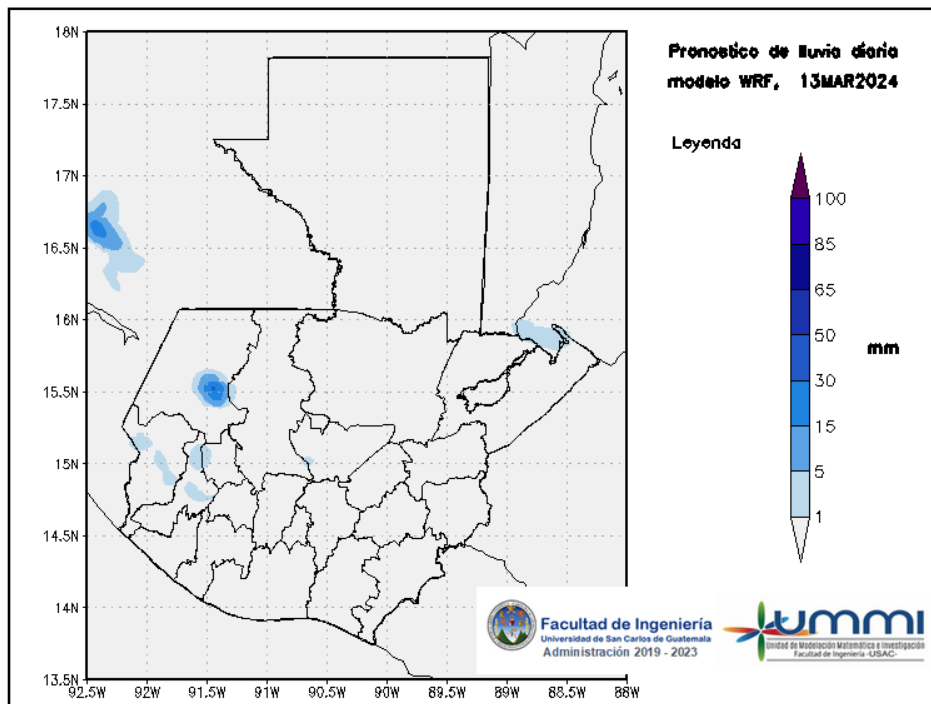 Pronostico de lluvia diaria
modelo WRF, 13MAR2024
Leyenda
100
85
65
50
30
15
5
1
mm
18N
17.5N
17N
16.5N
16N
15.5N
15N
14.5N
14N
13.5N
92.5W 92W 91.5W 91W 90.5W 90W 89.5W 89W 88.5W 88W
Facultad de Ingeniería
Universidad de San Carlos de Guatemala
Administración 2019 - 2023
ummi
Unidad de Modelación Matemática e Investigación
Facultad de Ingeniería -USAC-